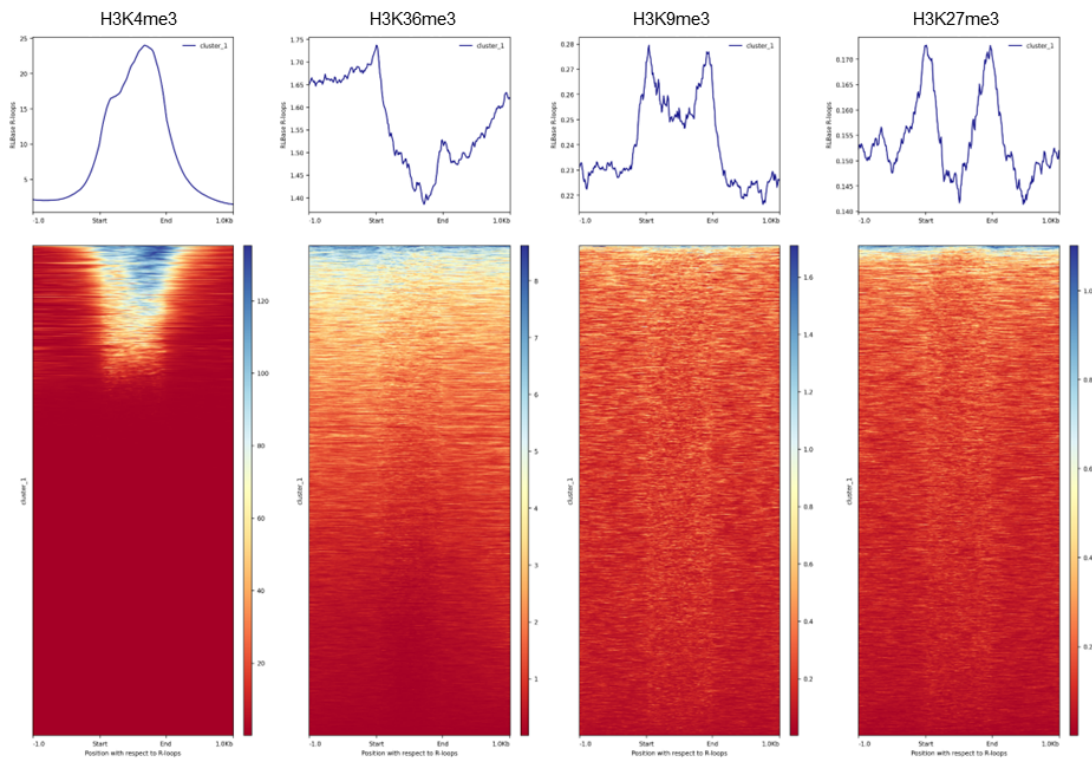 H3K4me3
25
20
15
10
5
RLBase R-loops
cluster_1
-1.0
Start
End
1.0Kb
H3K36me3
1.75
1.70
1.65
1.60
1.55
1.50
1.45
1.40
RLBase R-loops
cluster_1
-1.0
Start
End
1.0Kb
H3K9me3
0.28
0.27
0.26
0.25
0.24
0.23
0.22
RLBase R-loops
cluster_1
-1.0
Start
End
1.0Kb
H3K27me3
0.170
0.165
0.160
0.155
0.150
0.145
0.140
RLBase R-loops
cluster_1
-1.0
Start
End
1.0Kb
cluster_1
120
100
80
60
40
20
-1.0
Start
End
1.0Kb
Position with respect to R-loops
cluster_1
8
7
6
5
4
3
2
1
-1.0
Start
End
1.0Kb
Position with respect to R-loops
cluster_1
1.6
1.4
1.2
1.0
0.8
0.6
0.4
0.2
-1.0
Start
End
1.0Kb
Position with respect to R-loops
cluster_1
1.0
0.8
0.6
0.4
0.2
-1.0
Start
End
1.0Kb
Position with respect to R-loops